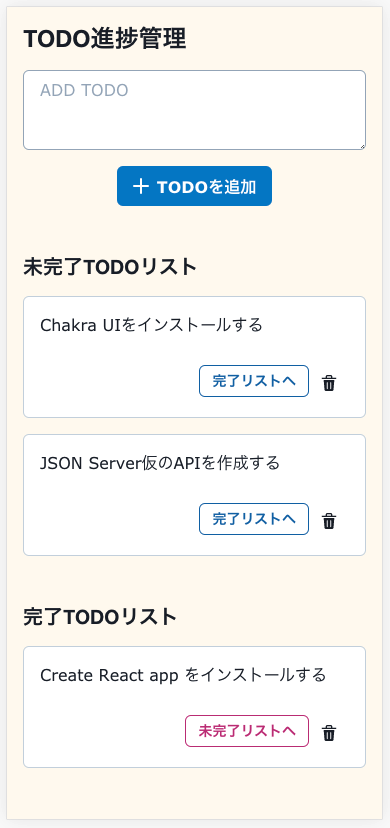 TODO進捗管理
ADD TODO
TODOを追加
未完了TODOリスト
Chakra UIをインストールする
完了リストへ
JSON Server仮のAPIを作成する
完了リストへ
完了TODOリスト
Create React app をインストールする
未完了リストへ